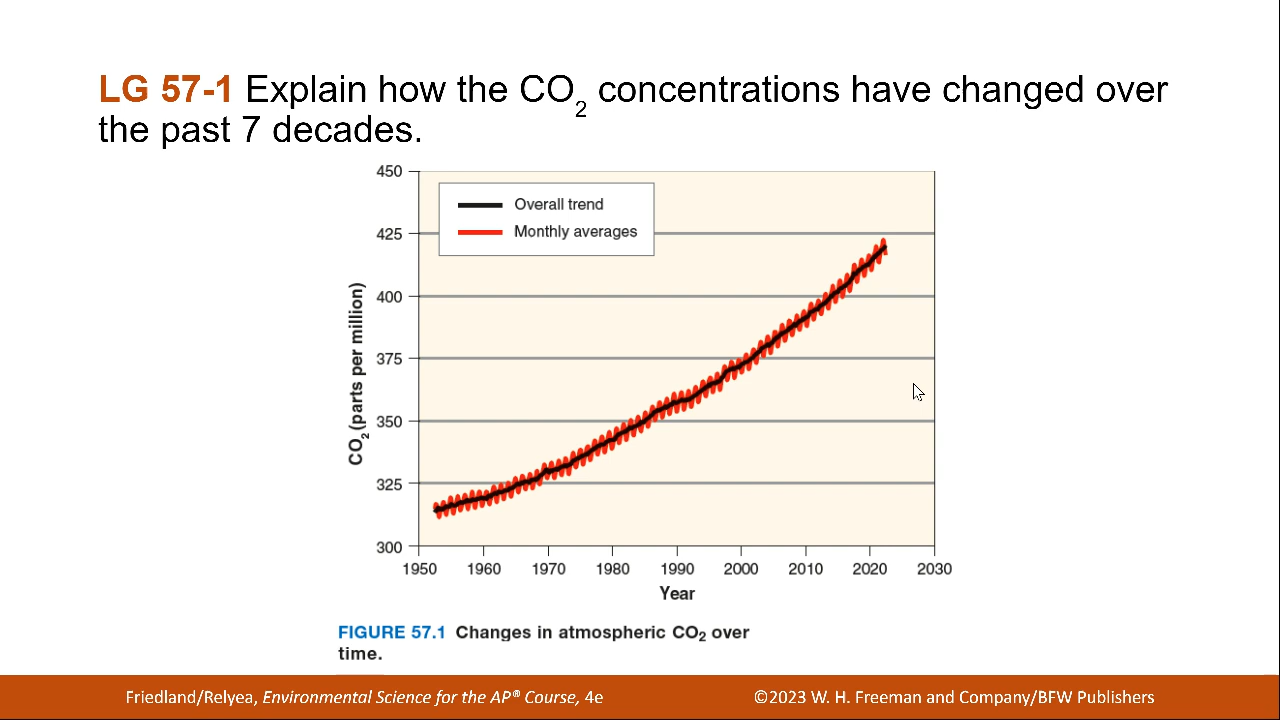 LG 57-1 Explain how the CO₂ concentrations have changed over
the past 7 decades.
450
425
400
375
350
325
300
CO₂ (parts per million)
Overall trend
Monthly averages
1950 1960 1970 1980 1990 2000 2010 2020 2030
Year
FIGURE 57.1 Changes in atmospheric CO₂ over
time.
Friedland/Relyea, Environmental Science for the AP® Course, 4e
©2023 W. H. Freeman and Company/BFW Publishers